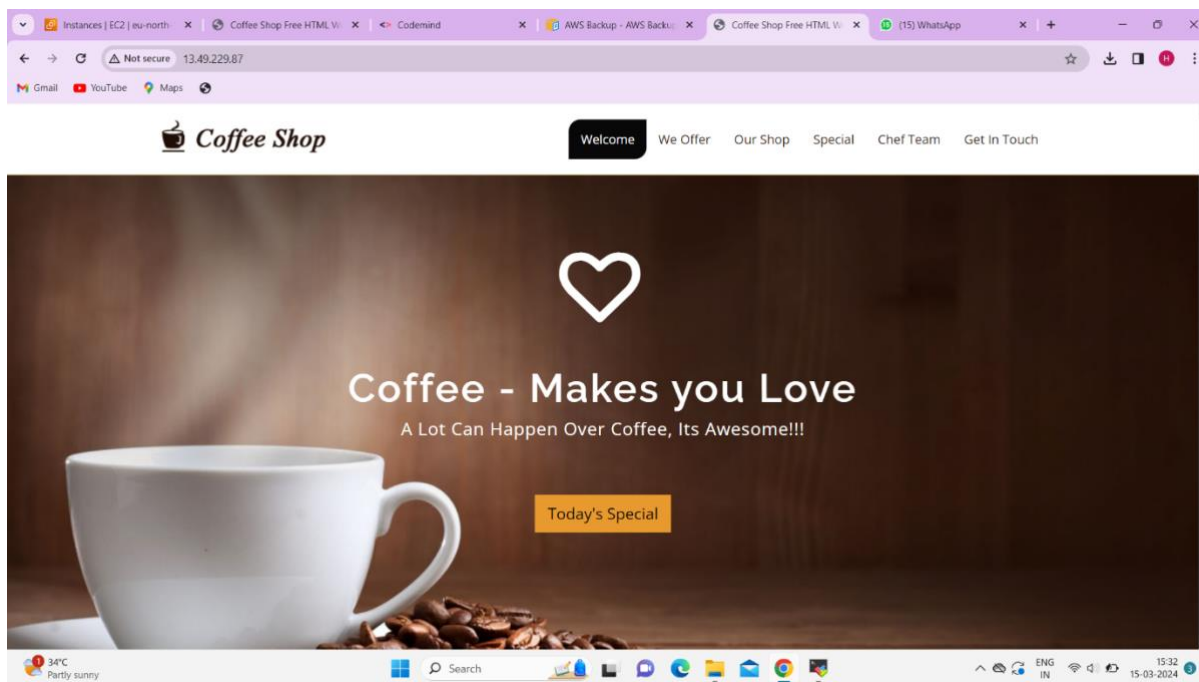 Instances | EC2 | eu-north-
Coffee Shop Free HTML W
Codemind
AWS Backup - AWS Backu
Coffee Shop Free HTML W
(15) WhatsApp
Not secure 13.49.229.87
H
Gmail YouTube Maps
Coffee Shop
Welcome We Offer Our Shop Special Chef Team Get In Touch
Coffee - Makes you Love
A Lot Can Happen Over Coffee, Its Awesome!!!
Today's Special
1 34°C
Partly sunny
Search
ENG
IN
15:32
15-03-2024
3